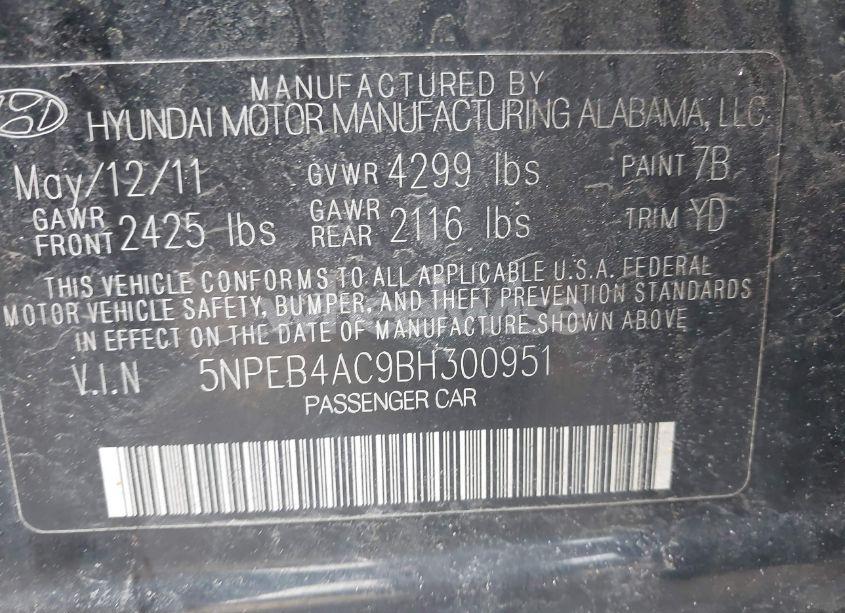 MANUFACTURED BY
HYUNDAI MOTOR MANUFACTURING ALABAMA, LLC
May/12/11 GVWR 4299 lbs PAINT 7B
GAWR FRONT 2425 lbs GAWR REAR 2116 lbs TRIM YD
THIS VEHICLE CONFORMS TO ALL APPLICABLE U.S.A. FEDERAL
MOTOR VEHICLE SAFETY, BUMPER, AND THEFT PREVENTION STANDARDS
IN EFFECT ON THE DATE OF MANUFACTURE SHOWN ABOVE
V.I.N 5NPEB4AC9BH300951
PASSENGER CAR